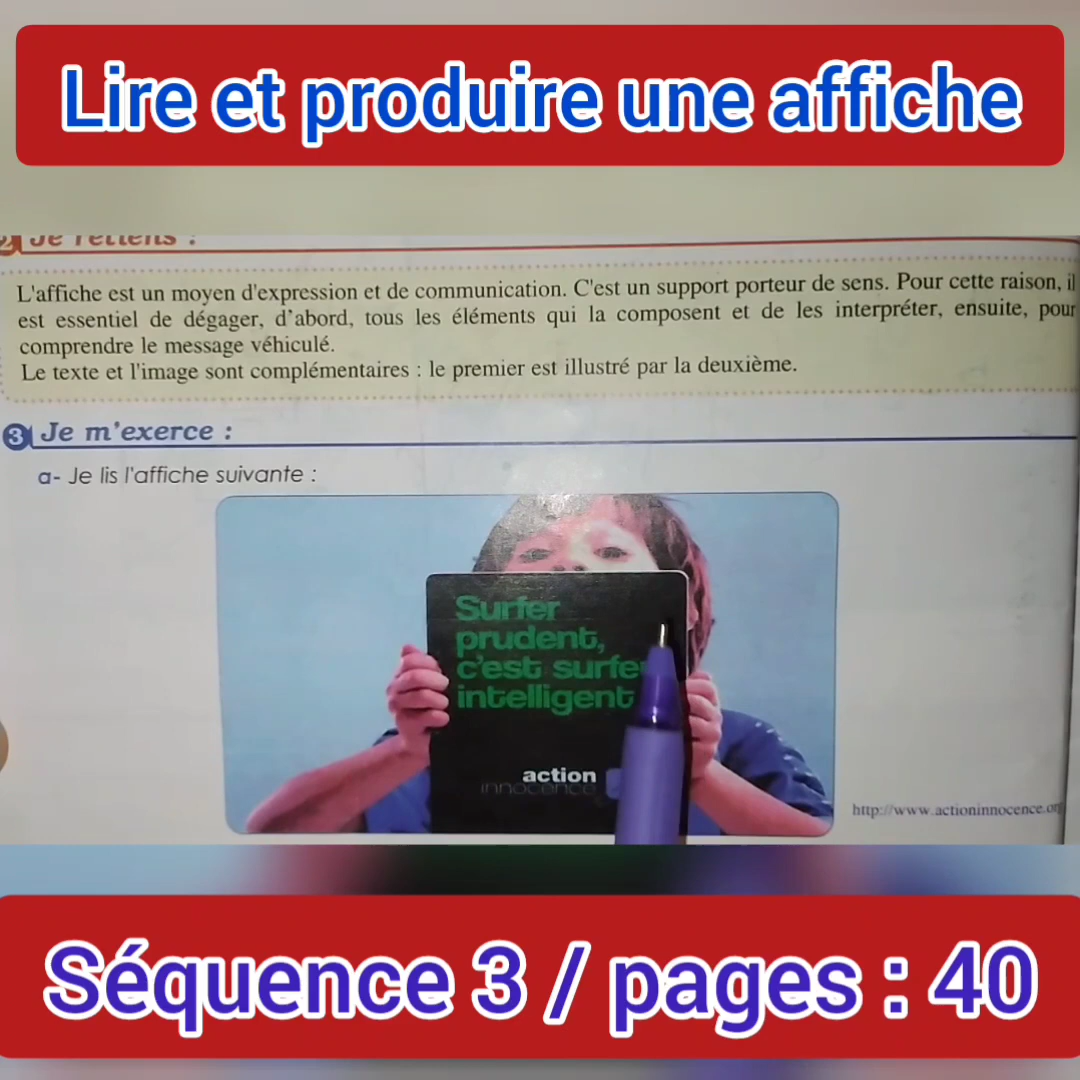 Lire et produire une affiche
2 Je retiens :
L'affiche est un moyen d'expression et de communication. C'est un support porteur de sens. Pour cette raison, il
est essentiel de dégager, d'abord, tous les éléments qui la composent et de les interpréter, ensuite, pour
comprendre le message véhiculé.
Le texte et l'image sont complémentaires : le premier est illustré par la deuxième.
3 Je m'exerce :
a- Je lis l'affiche suivante :
Surfer
prudent,
c'est surfer
intelligent
action
innocence
http://www.actioninnocence.or
Séquence 3 / pages : 40